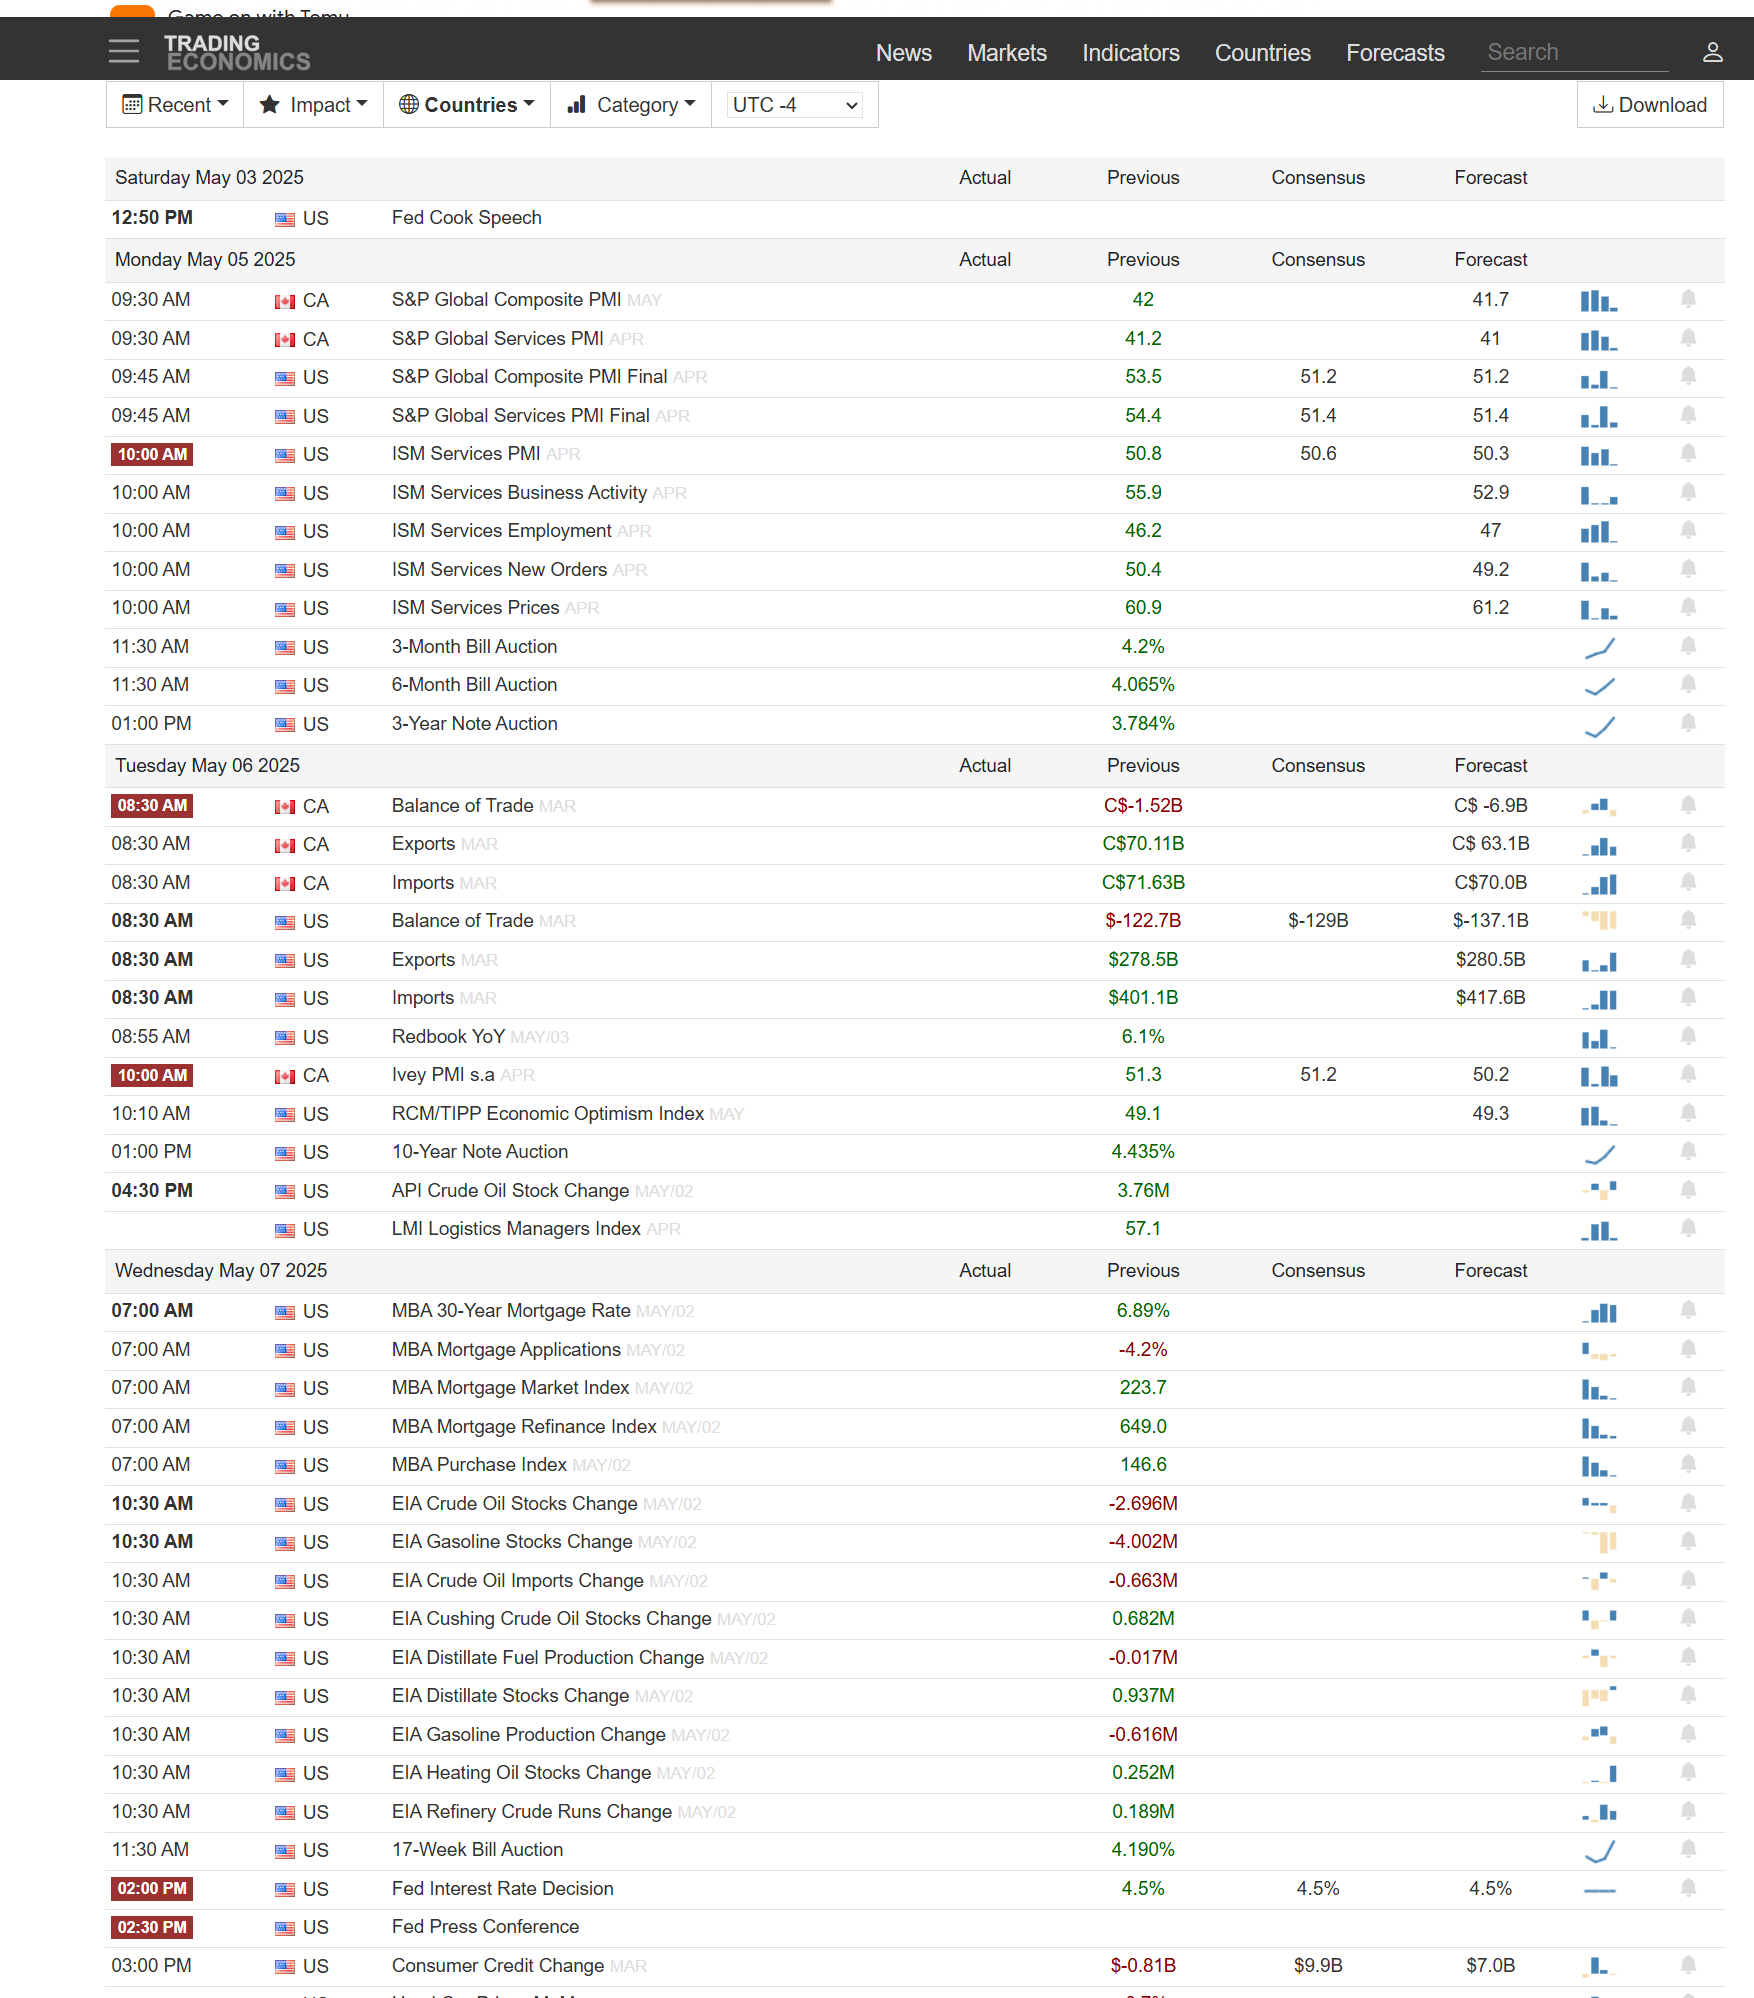 Game on with Temu
TRADING ECONOMICS News Markets Indicators Countries Forecasts Search
Recent Impact Countries Category UTC -4 Download
Saturday May 03 2025 Actual Previous Consensus Forecast
12:50 PM US Fed Cook Speech
Monday May 05 2025 Actual Previous Consensus Forecast
09:30 AM CA S&P Global Composite PMI MAY 42 41.7
09:30 AM CA S&P Global Services PMI APR 41.2 41
09:45 AM US S&P Global Composite PMI Final APR 53.5 51.2 51.2
09:45 AM US S&P Global Services PMI Final APR 54.4 51.4 51.4
10:00 AM US ISM Services PMI APR 50.8 50.6 50.3
10:00 AM US ISM Services Business Activity APR 55.9 52.9
10:00 AM US ISM Services Employment APR 46.2 47
10:00 AM US ISM Services New Orders APR 50.4 49.2
10:00 AM US ISM Services Prices APR 60.9 61.2
11:30 AM US 3-Month Bill Auction 4.2%
11:30 AM US 6-Month Bill Auction 4.065%
01:00 PM US 3-Year Note Auction 3.784%
Tuesday May 06 2025 Actual Previous Consensus Forecast
08:30 AM CA Balance of Trade MAR C$-1.52B C$ -6.9B
08:30 AM CA Exports MAR C$70.11B C$ 63.1B
08:30 AM CA Imports MAR C$71.63B C$70.0B
08:30 AM US Balance of Trade MAR $-122.7B $-129B $-137.1B
08:30 AM US Exports MAR $278.5B $280.5B
08:30 AM US Imports MAR $401.1B $417.6B
08:55 AM US Redbook YoY MAY/03 6.1%
10:00 AM CA Ivey PMI s.a APR 51.3 51.2 50.2
10:10 AM US RCM/TIPP Economic Optimism Index MAY 49.1 49.3
01:00 PM US 10-Year Note Auction 4.435%
04:30 PM US API Crude Oil Stock Change MAY/02 3.76M
US LMI Logistics Managers Index APR 57.1
Wednesday May 07 2025 Actual Previous Consensus Forecast
07:00 AM US MBA 30-Year Mortgage Rate MAY/02 6.89%
07:00 AM US MBA Mortgage Applications MAY/02 -4.2%
07:00 AM US MBA Mortgage Market Index MAY/02 223.7
07:00 AM US MBA Mortgage Refinance Index MAY/02 649.0
07:00 AM US MBA Purchase Index MAY/02 146.6
10:30 AM US EIA Crude Oil Stocks Change MAY/02 -2.696M
10:30 AM US EIA Gasoline Stocks Change MAY/02 -4.002M
10:30 AM US EIA Crude Oil Imports Change MAY/02 -0.663M
10:30 AM US EIA Cushing Crude Oil Stocks Change MAY/02 0.682M
10:30 AM US EIA Distillate Fuel Production Change MAY/02 -0.017M
10:30 AM US EIA Distillate Stocks Change MAY/02 0.937M
10:30 AM US EIA Gasoline Production Change MAY/02 -0.616M
10:30 AM US EIA Heating Oil Stocks Change MAY/02 0.252M
10:30 AM US EIA Refinery Crude Runs Change MAY/02 0.189M
11:30 AM US 17-Week Bill Auction 4.190%
02:00 PM US Fed Interest Rate Decision 4.5% 4.5% 4.5%
02:30 PM US Fed Press Conference
03:00 PM US Consumer Credit Change MAR $-0.81B $9.9B $7.0B